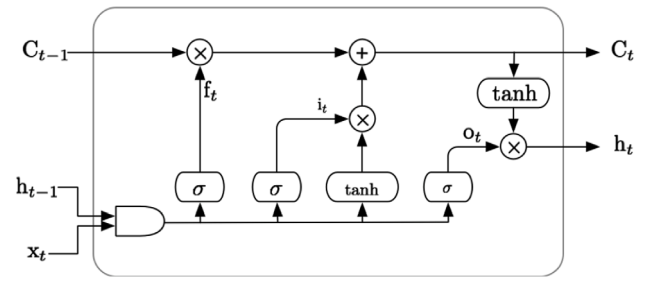 C_{t-1} × + C_t
f_t i_t × tanh
o_t × h_t
h_{t-1} σ σ tanh σ
x_t